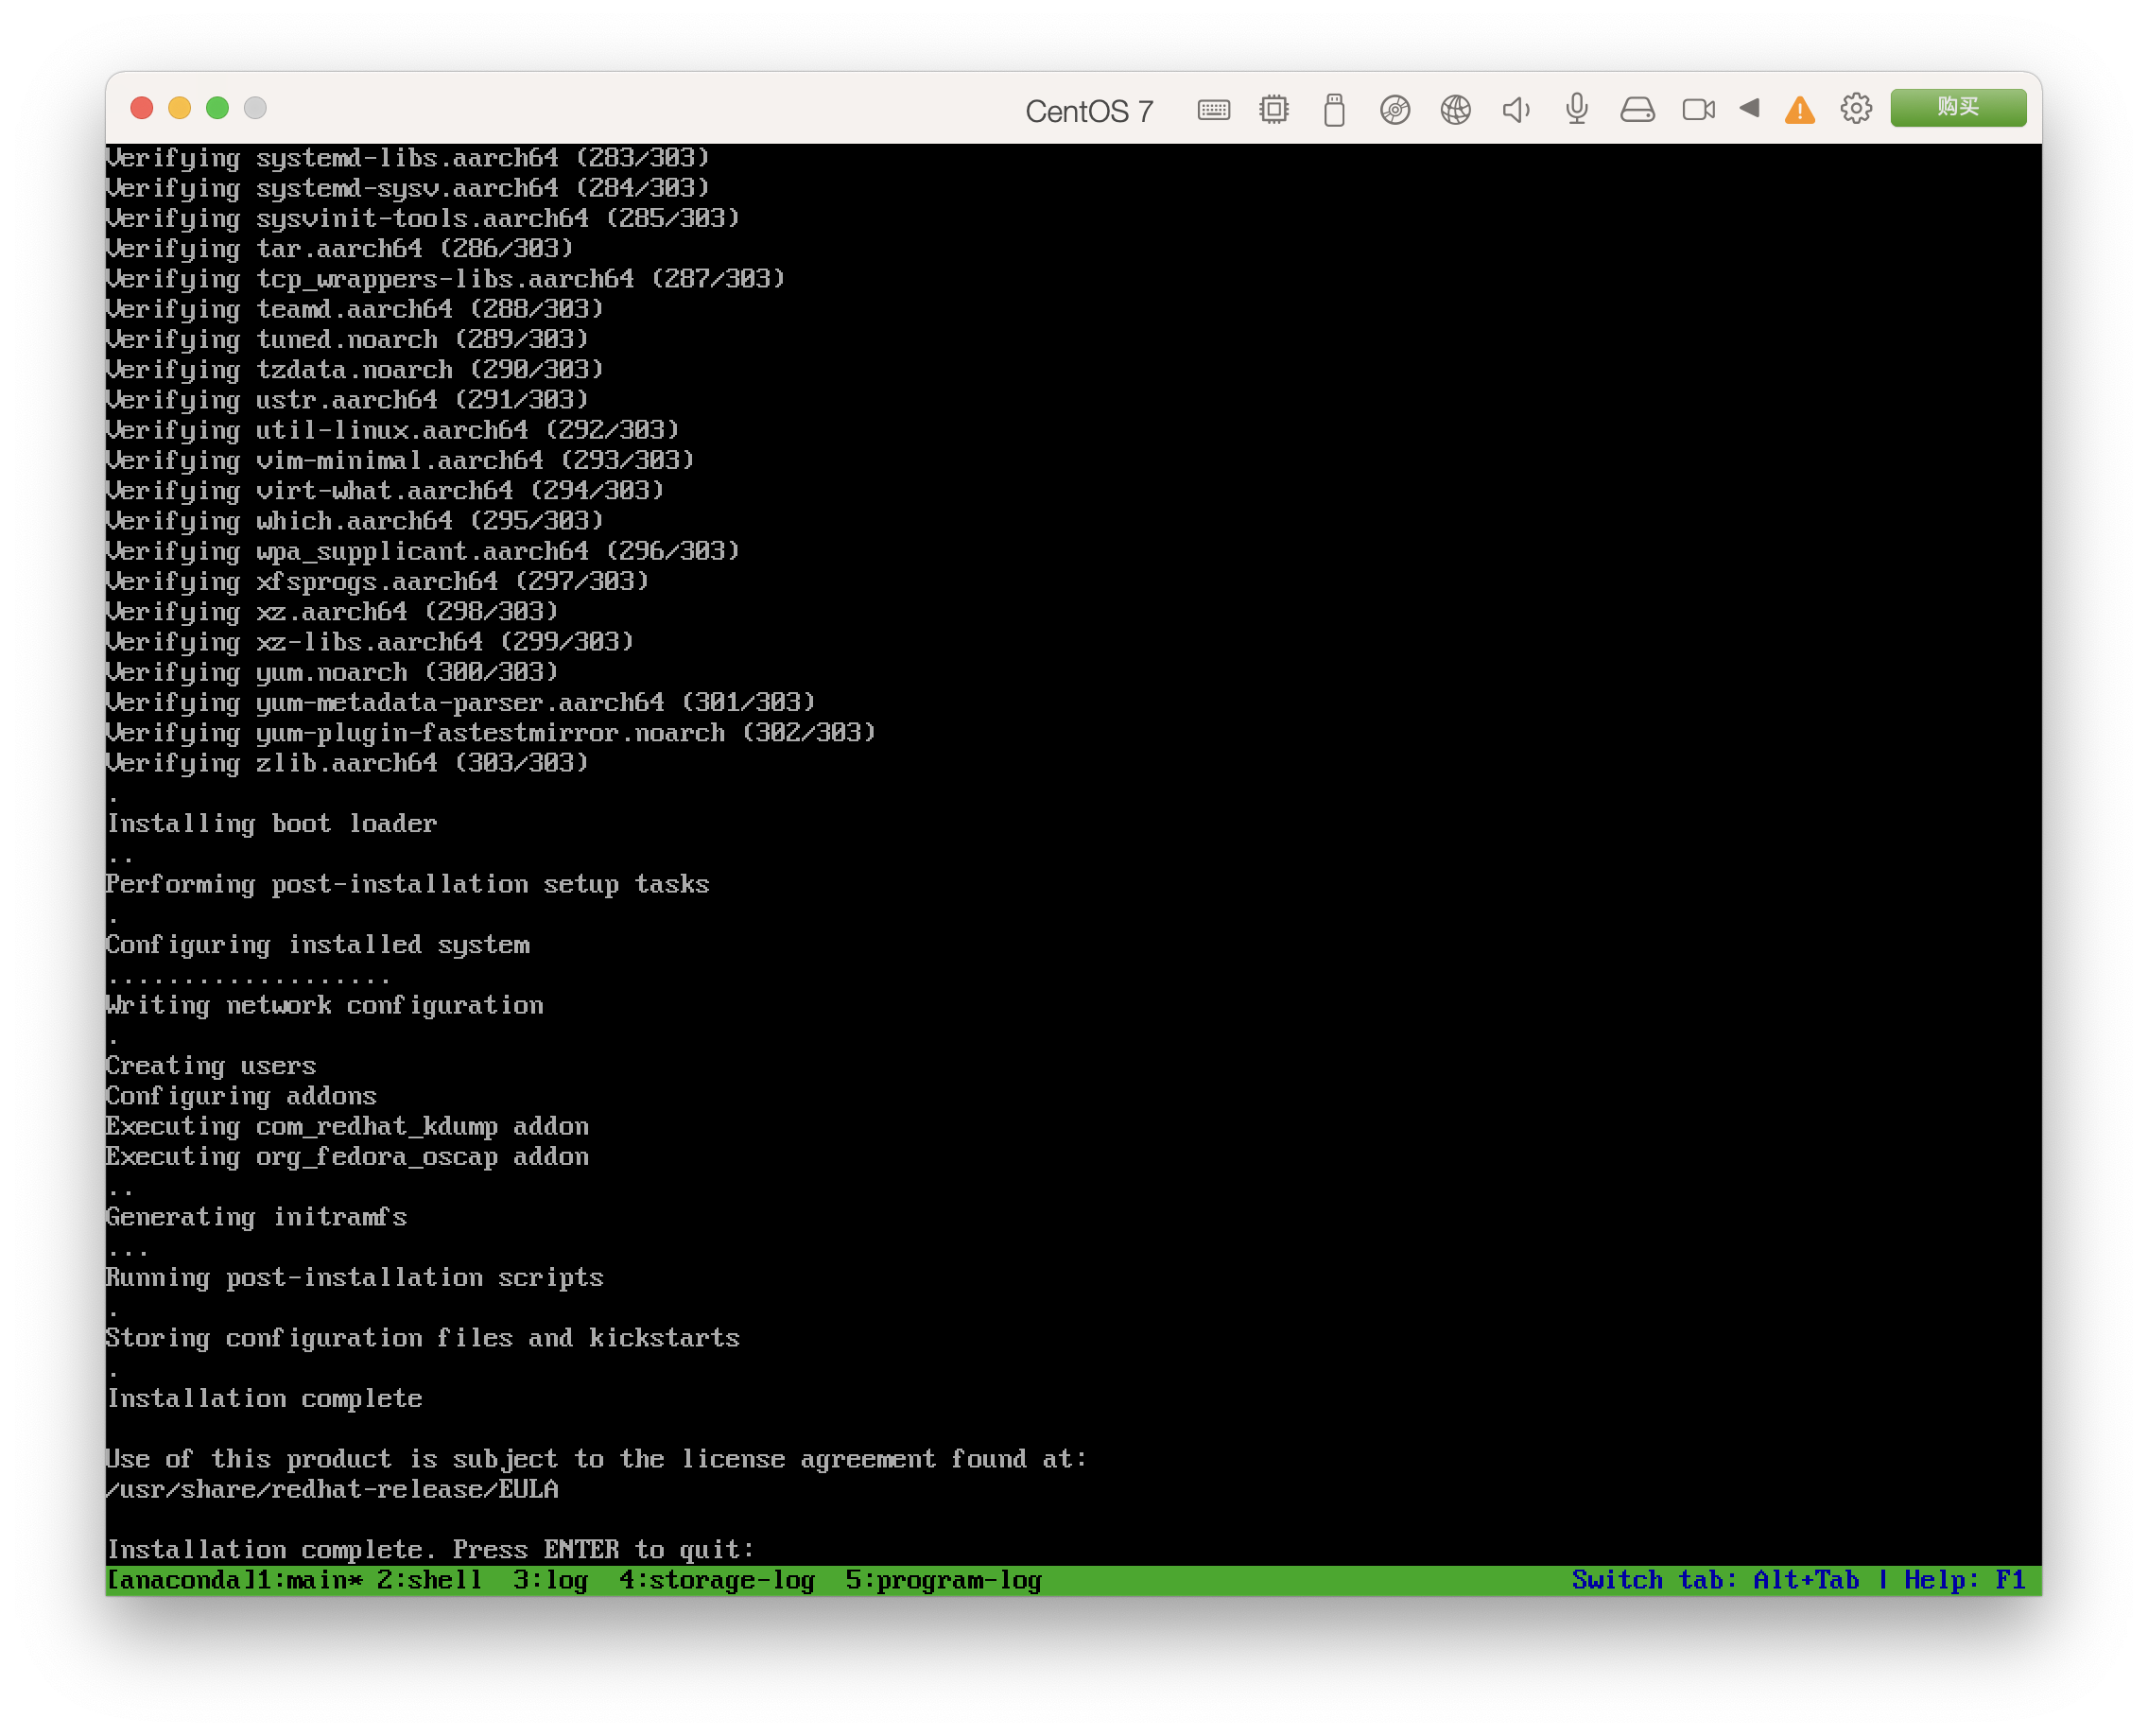 CentOS 7
购买
Verifying systemd-libs.aarch64 (283/303)
Verifying systemd-sysv.aarch64 (284/303)
Verifying sysvinit-tools.aarch64 (285/303)
Verifying tar.aarch64 (286/303)
Verifying tcp_wrappers-libs.aarch64 (287/303)
Verifying teamd.aarch64 (288/303)
Verifying tuned.noarch (289/303)
Verifying tzdata.noarch (290/303)
Verifying ustr.aarch64 (291/303)
Verifying util-linux.aarch64 (292/303)
Verifying vim-minimal.aarch64 (293/303)
Verifying virt-what.aarch64 (294/303)
Verifying which.aarch64 (295/303)
Verifying wpa_supplicant.aarch64 (296/303)
Verifying xfsprogs.aarch64 (297/303)
Verifying xz.aarch64 (298/303)
Verifying xz-libs.aarch64 (299/303)
Verifying yum.noarch (300/303)
Verifying yum-metadata-parser.aarch64 (301/303)
Verifying yum-plugin-fastestmirror.noarch (302/303)
Verifying zlib.aarch64 (303/303)
.
Installing boot loader
..
Performing post-installation setup tasks
.
Configuring installed system
...................
Writing network configuration
.
Creating users
Configuring addons
Executing com_redhat_kdump addon
Executing org_fedora_oscap addon
..
Generating initramfs
...
Running post-installation scripts
.
Storing configuration files and kickstarts
.
Installation complete
Use of this product is subject to the license agreement found at:
/usr/share/redhat-release/EULA
Installation complete. Press ENTER to quit:
[anaconda]1:main* 2:shell  3:log  4:storage-log  5:program-log Switch tab: Alt+Tab | Help: F1